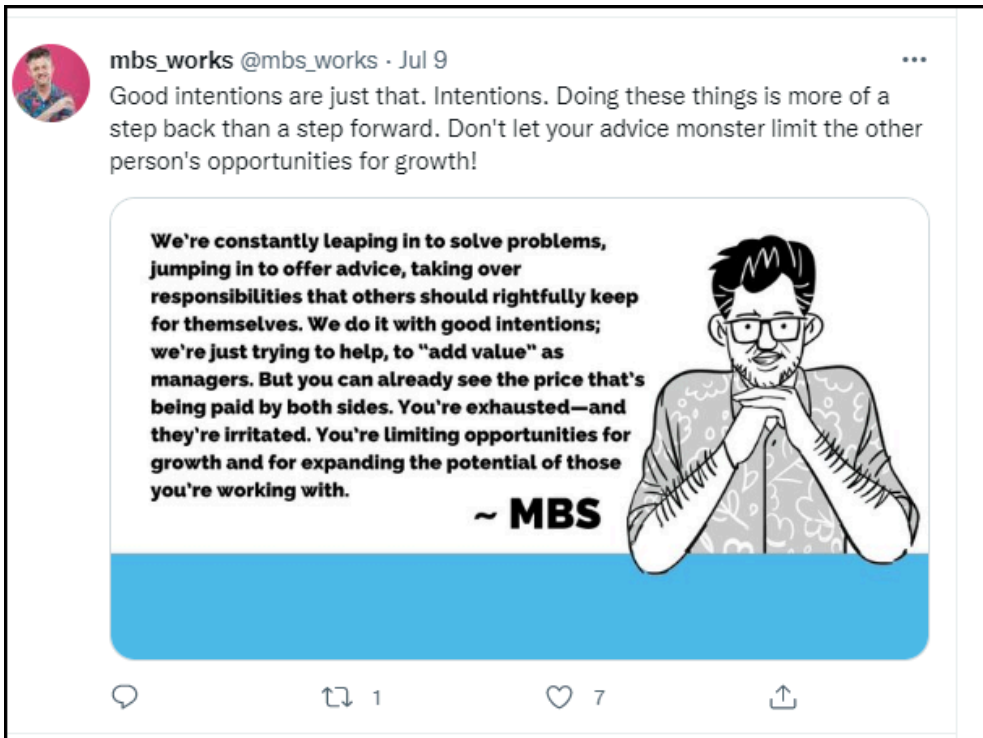 mbs_works @mbs_works · Jul 9
Good intentions are just that. Intentions. Doing these things is more of a
step back than a step forward. Don't let your advice monster limit the other
person's opportunities for growth!
We're constantly leaping in to solve problems,
jumping in to offer advice, taking over
responsibilities that others should rightfully keep
for themselves. We do it with good intentions;
we're just trying to help, to "add value" as
managers. But you can already see the price that's
being paid by both sides. You're exhausted—and
they're irritated. You're limiting opportunities for
growth and for expanding the potential of those
you're working with.
~ MBS
1 7